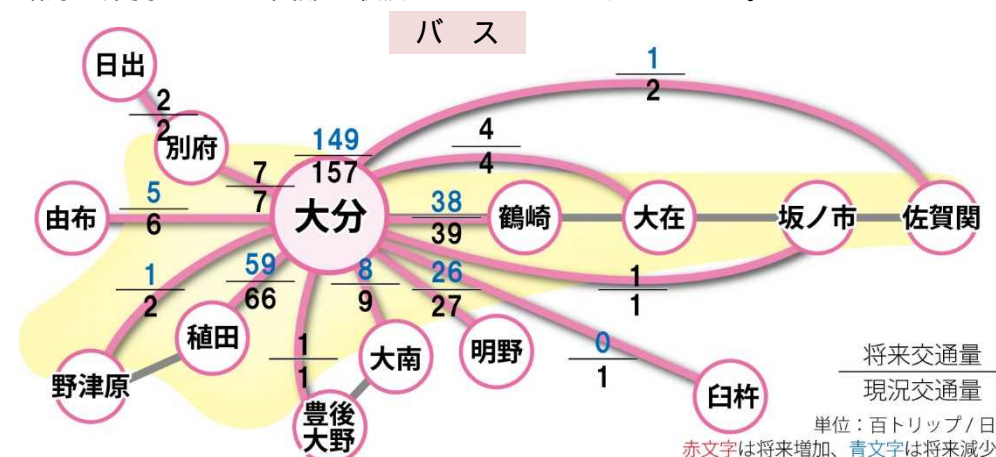 バス
日出
2
2
別府
149
157
大分
7
7
由布
5
6
1
2
4
4
38
39
鶴崎
大在
坂ノ市
佐賀関
1
1
1
2
野津原
59
66
稙田
1
1
豊後
大野
8
9
大南
26
27
明野
0
1
臼杵
将来交通量
現況交通量
単位：百トリップ/日
赤文字は将来増加、青文字は将来減少